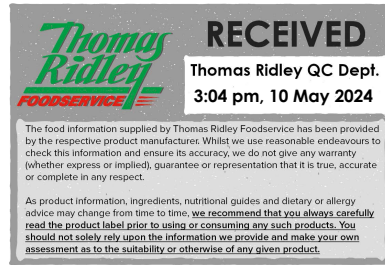 Thomas
Ridley
FOODSERVICE
RECEIVED
Thomas Ridley QC Dept.
3:04 pm, 10 May 2024
The food information supplied by Thomas Ridley Foodservice has been provided
by the respective product manufacturer. Whilst we use reasonable endeavours to
check this information and ensure its accuracy, we do not give any warranty
(whether express or implied), guarantee or representation that it is true, accurate
or complete in any respect.
As product information, ingredients, nutritional guides and dietary or allergy
advice may change from time to time, we recommend that you always carefully
read the product label prior to using or consuming any such products. You
should not solely rely upon the information we provide and make your own
assessment as to the suitability or otherwise of any given product.